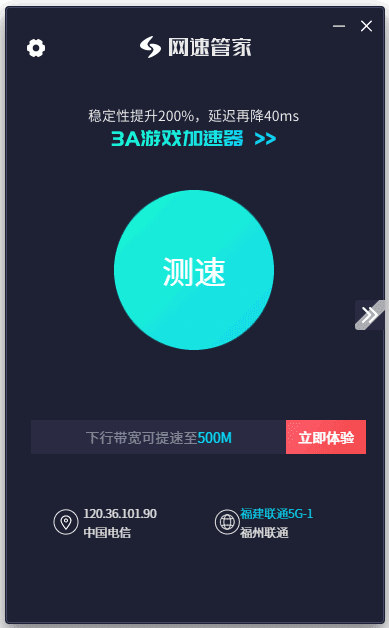 网速管家
稳定性提升200%，延迟再降40ms
3A游戏加速器 >>
测速
下行带宽可提速至500M
立即体验
120.36.101.90
中国电信
福建联通5G-1
福州联通